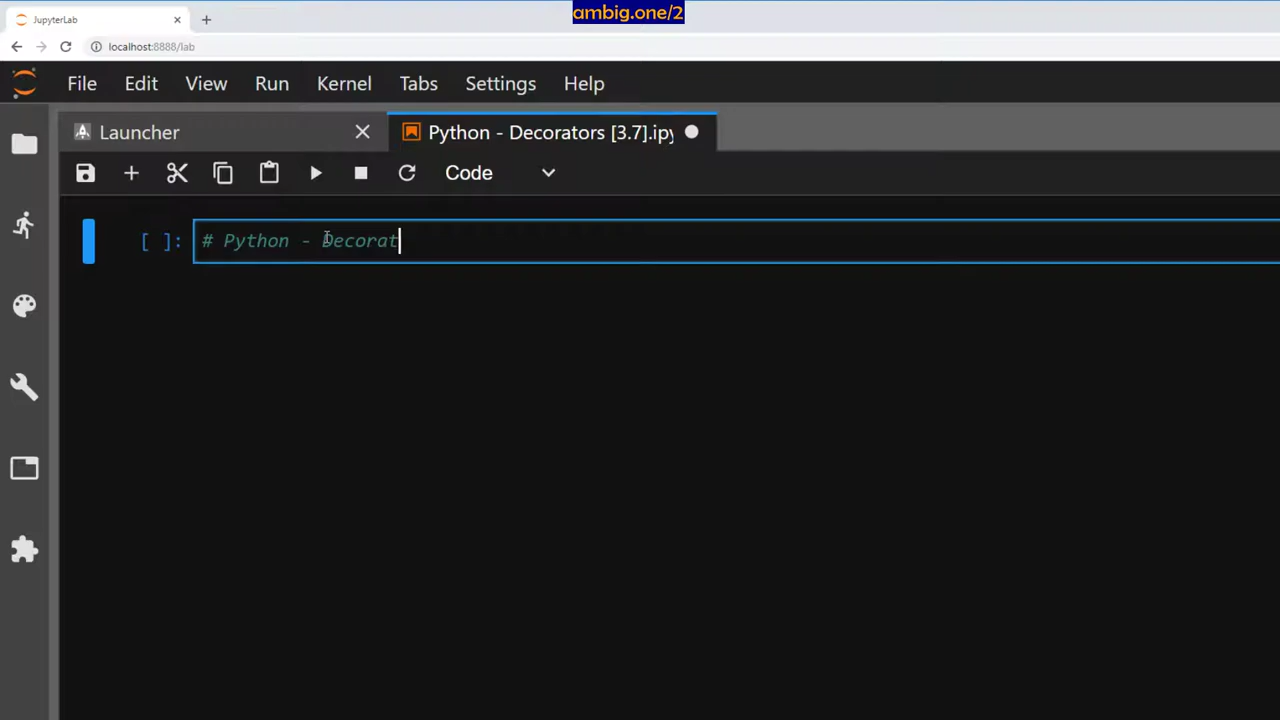 ambig.one/2
JupyterLab
localhost:8888/lab
File Edit View Run Kernel Tabs Settings Help
Launcher Python - Decorators [3.7].ipy
Code
[ ]: # Python - Decorat